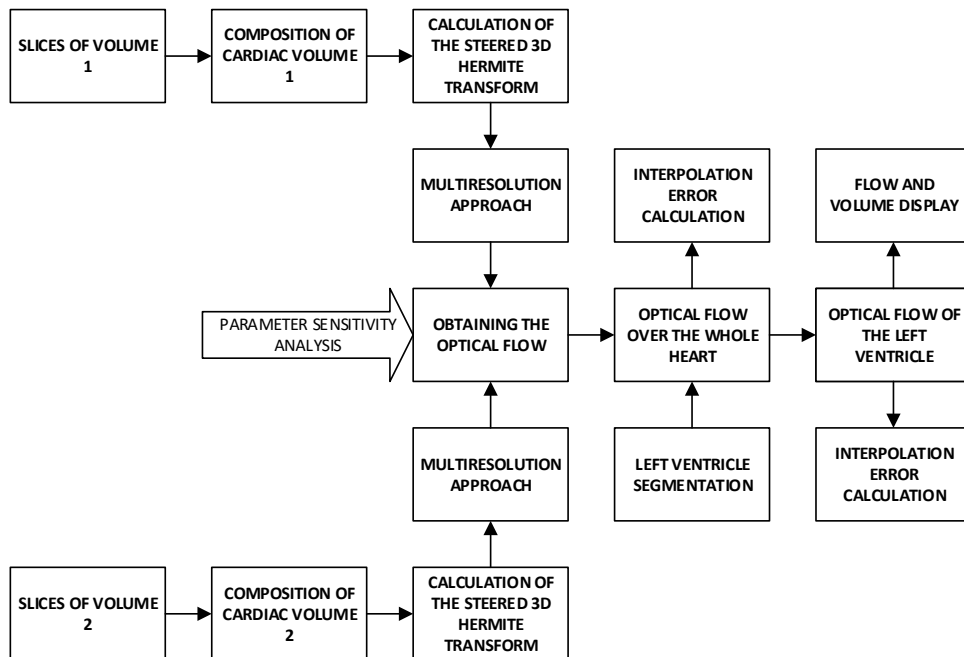 SLICES OF VOLUME
1
COMPOSITION OF
CARDIAC VOLUME
1
CALCULATION OF
THE STEERED 3D
HERMITE
TRANSFORM
MULTIRESOLUTION
APPROACH
INTERPOLATION
ERROR
CALCULATION
FLOW AND
VOLUME DISPLAY
PARAMETER SENSITIVITY
ANALYSIS
OBTAINING THE
OPTICAL FLOW
OPTICAL FLOW
OVER THE WHOLE
HEART
OPTICAL FLOW OF
THE LEFT
VENTRICLE
MULTIRESOLUTION
APPROACH
LEFT VENTRICLE
SEGMENTATION
INTERPOLATION
ERROR
CALCULATION
SLICES OF VOLUME
2
COMPOSITION OF
CARDIAC VOLUME
2
CALCULATION OF
THE STEERED 3D
HERMITE
TRANSFORM